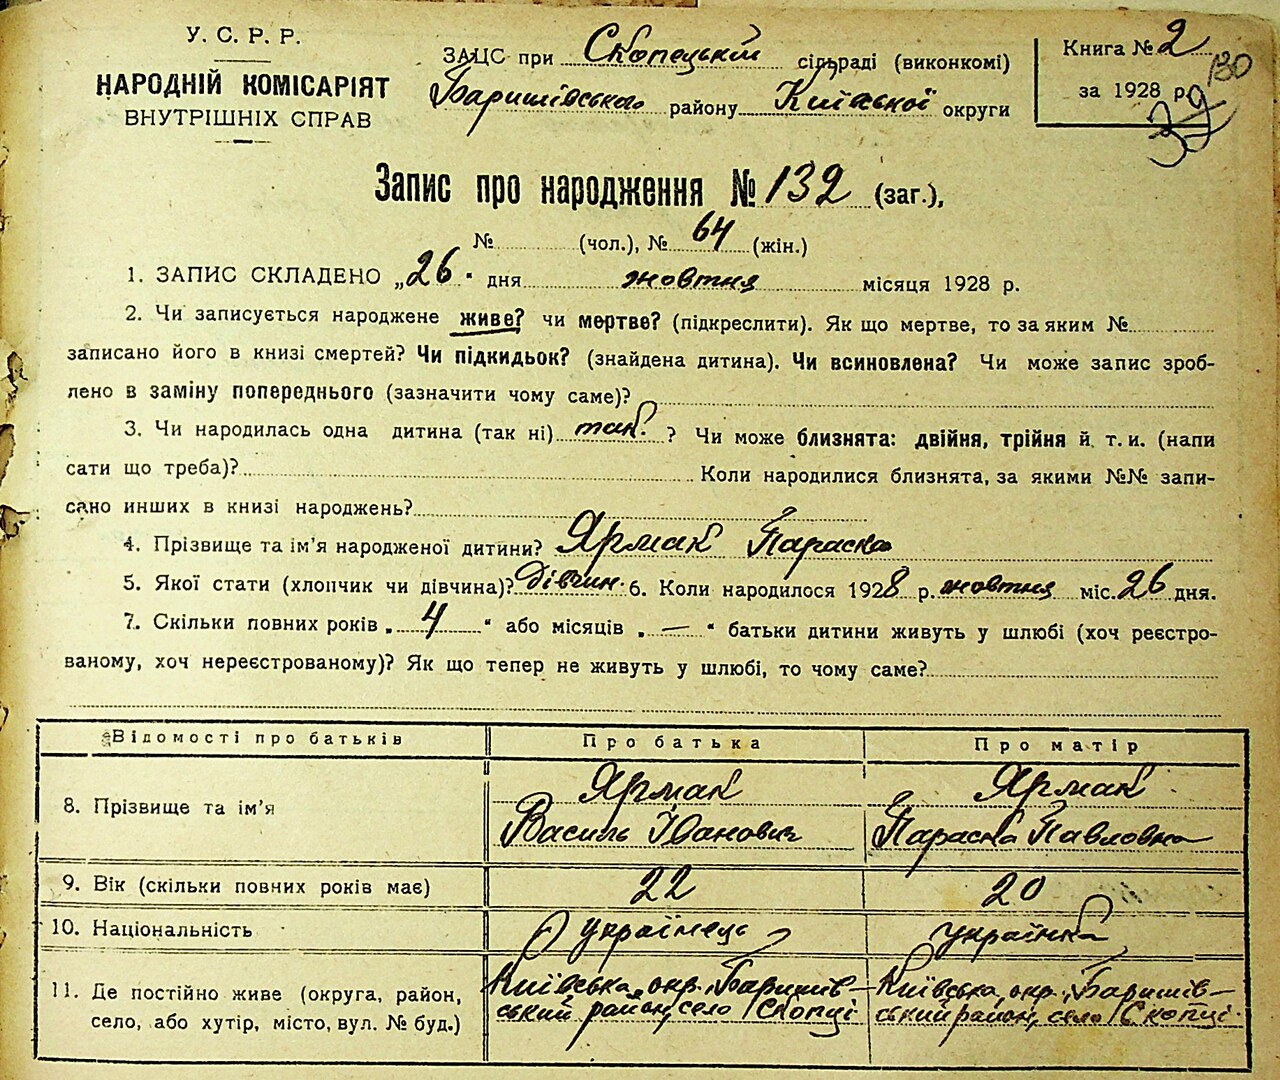 У. С. Р. Р.
НАРОДНІЙ КОМІСАРІЯТ
ВНУТРІШНІХ СПРАВ
ЗАЦС при Скопецькій сільраді (виконкомі)
Баришівського району Київської округи
Книга № 2
за 1928 р.
130
39
Запис про народження № 132 (заг.),
№ (чол.), № 64 (жін.)
1. ЗАПИС СКЛАДЕНО „26" дня жовтня місяця 1928 р.
2. Чи записується народжене живе? чи мертве? (підкреслити). Як що мертве, то за яким №
записано його в книзі смертей? Чи підкидьок? (знайдена дитина). Чи всиновлена? Чи може запис зроб-
лено в заміну попереднього (зазначити чому саме)?
3. Чи народилась одна дитина (так ні) так. ? Чи може близнята: двійня, трійня й т. и. (напи
сати що треба)? Коли народилися близнята, за якими №№ запи-
сано инших в книзі народжень?
4. Прізвище та ім'я народженої дитини? Ярмак Параска
5. Якої стати (хлопчик чи дівчина)? дівчин. 6. Коли народилося 1928 р. жовтня міс. 26 дня.
7. Скільки повних років „4" або місяців „—" батьки дитини живуть у шлюбі (хоч реєстро-
ваному, хоч нереєстрованому)? Як що тепер не живуть у шлюбі, то чому саме?
Відомості про батьків Про батька Про матір
8. Прізвище та ім'я
Ярмак
Василь Іванович
Ярмак
Параска Павловна
9. Вік (скільки повних років має) 22 20
10. Національність українець українка
11. Де постійно живе (округа, район,
село, або хутір, місто, вул. № буд.)
Київська окр., Баришів-
ський район, село Скопці
Київська окр., Баришів-
ський район, село Скопці